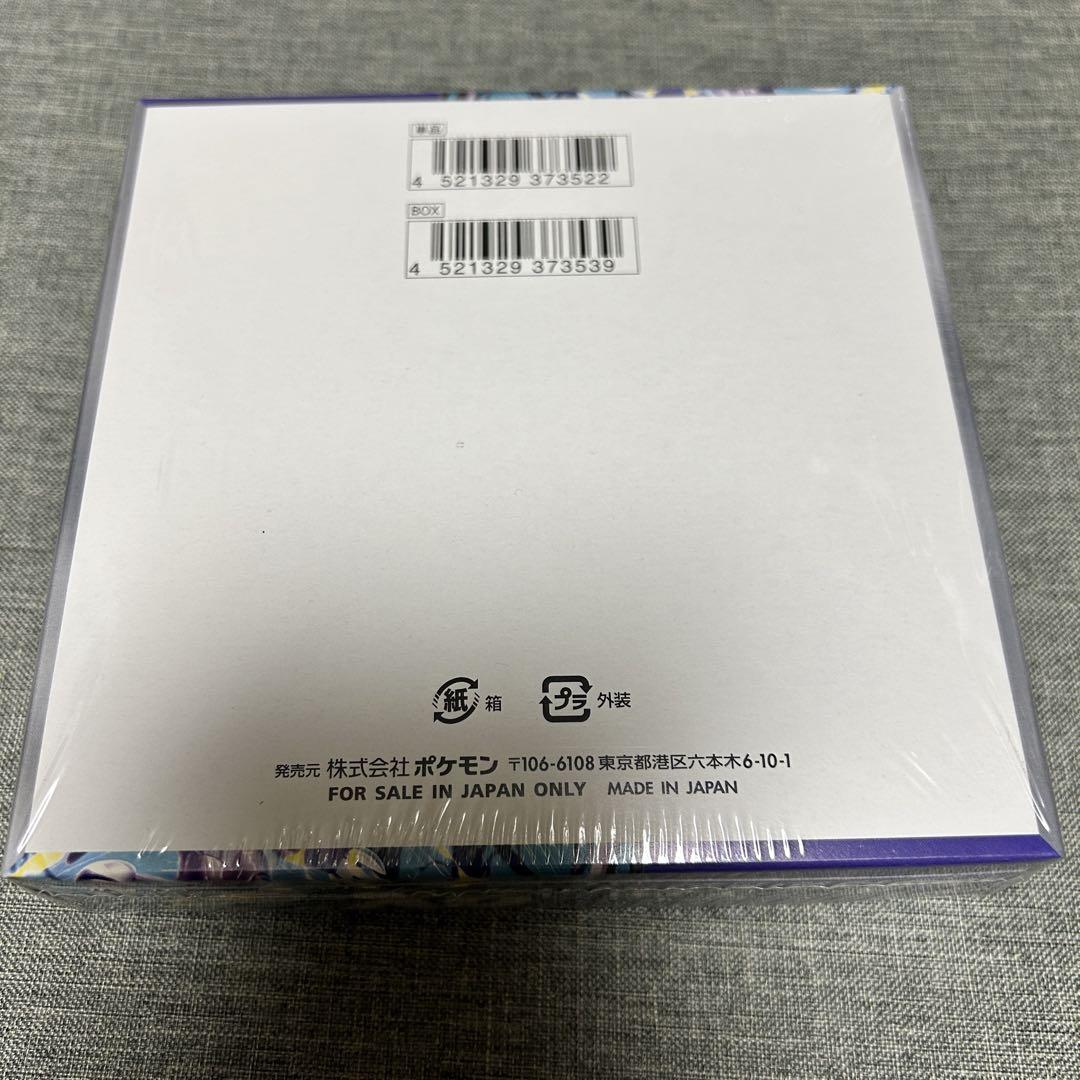 単品
4 521329 373522
BOX
4 521329 373539
紙 箱 プラ 外装
発売元 株式会社 ポケモン 〒106-6108 東京都港区六本木6-10-1
FOR SALE IN JAPAN ONLY MADE IN JAPAN